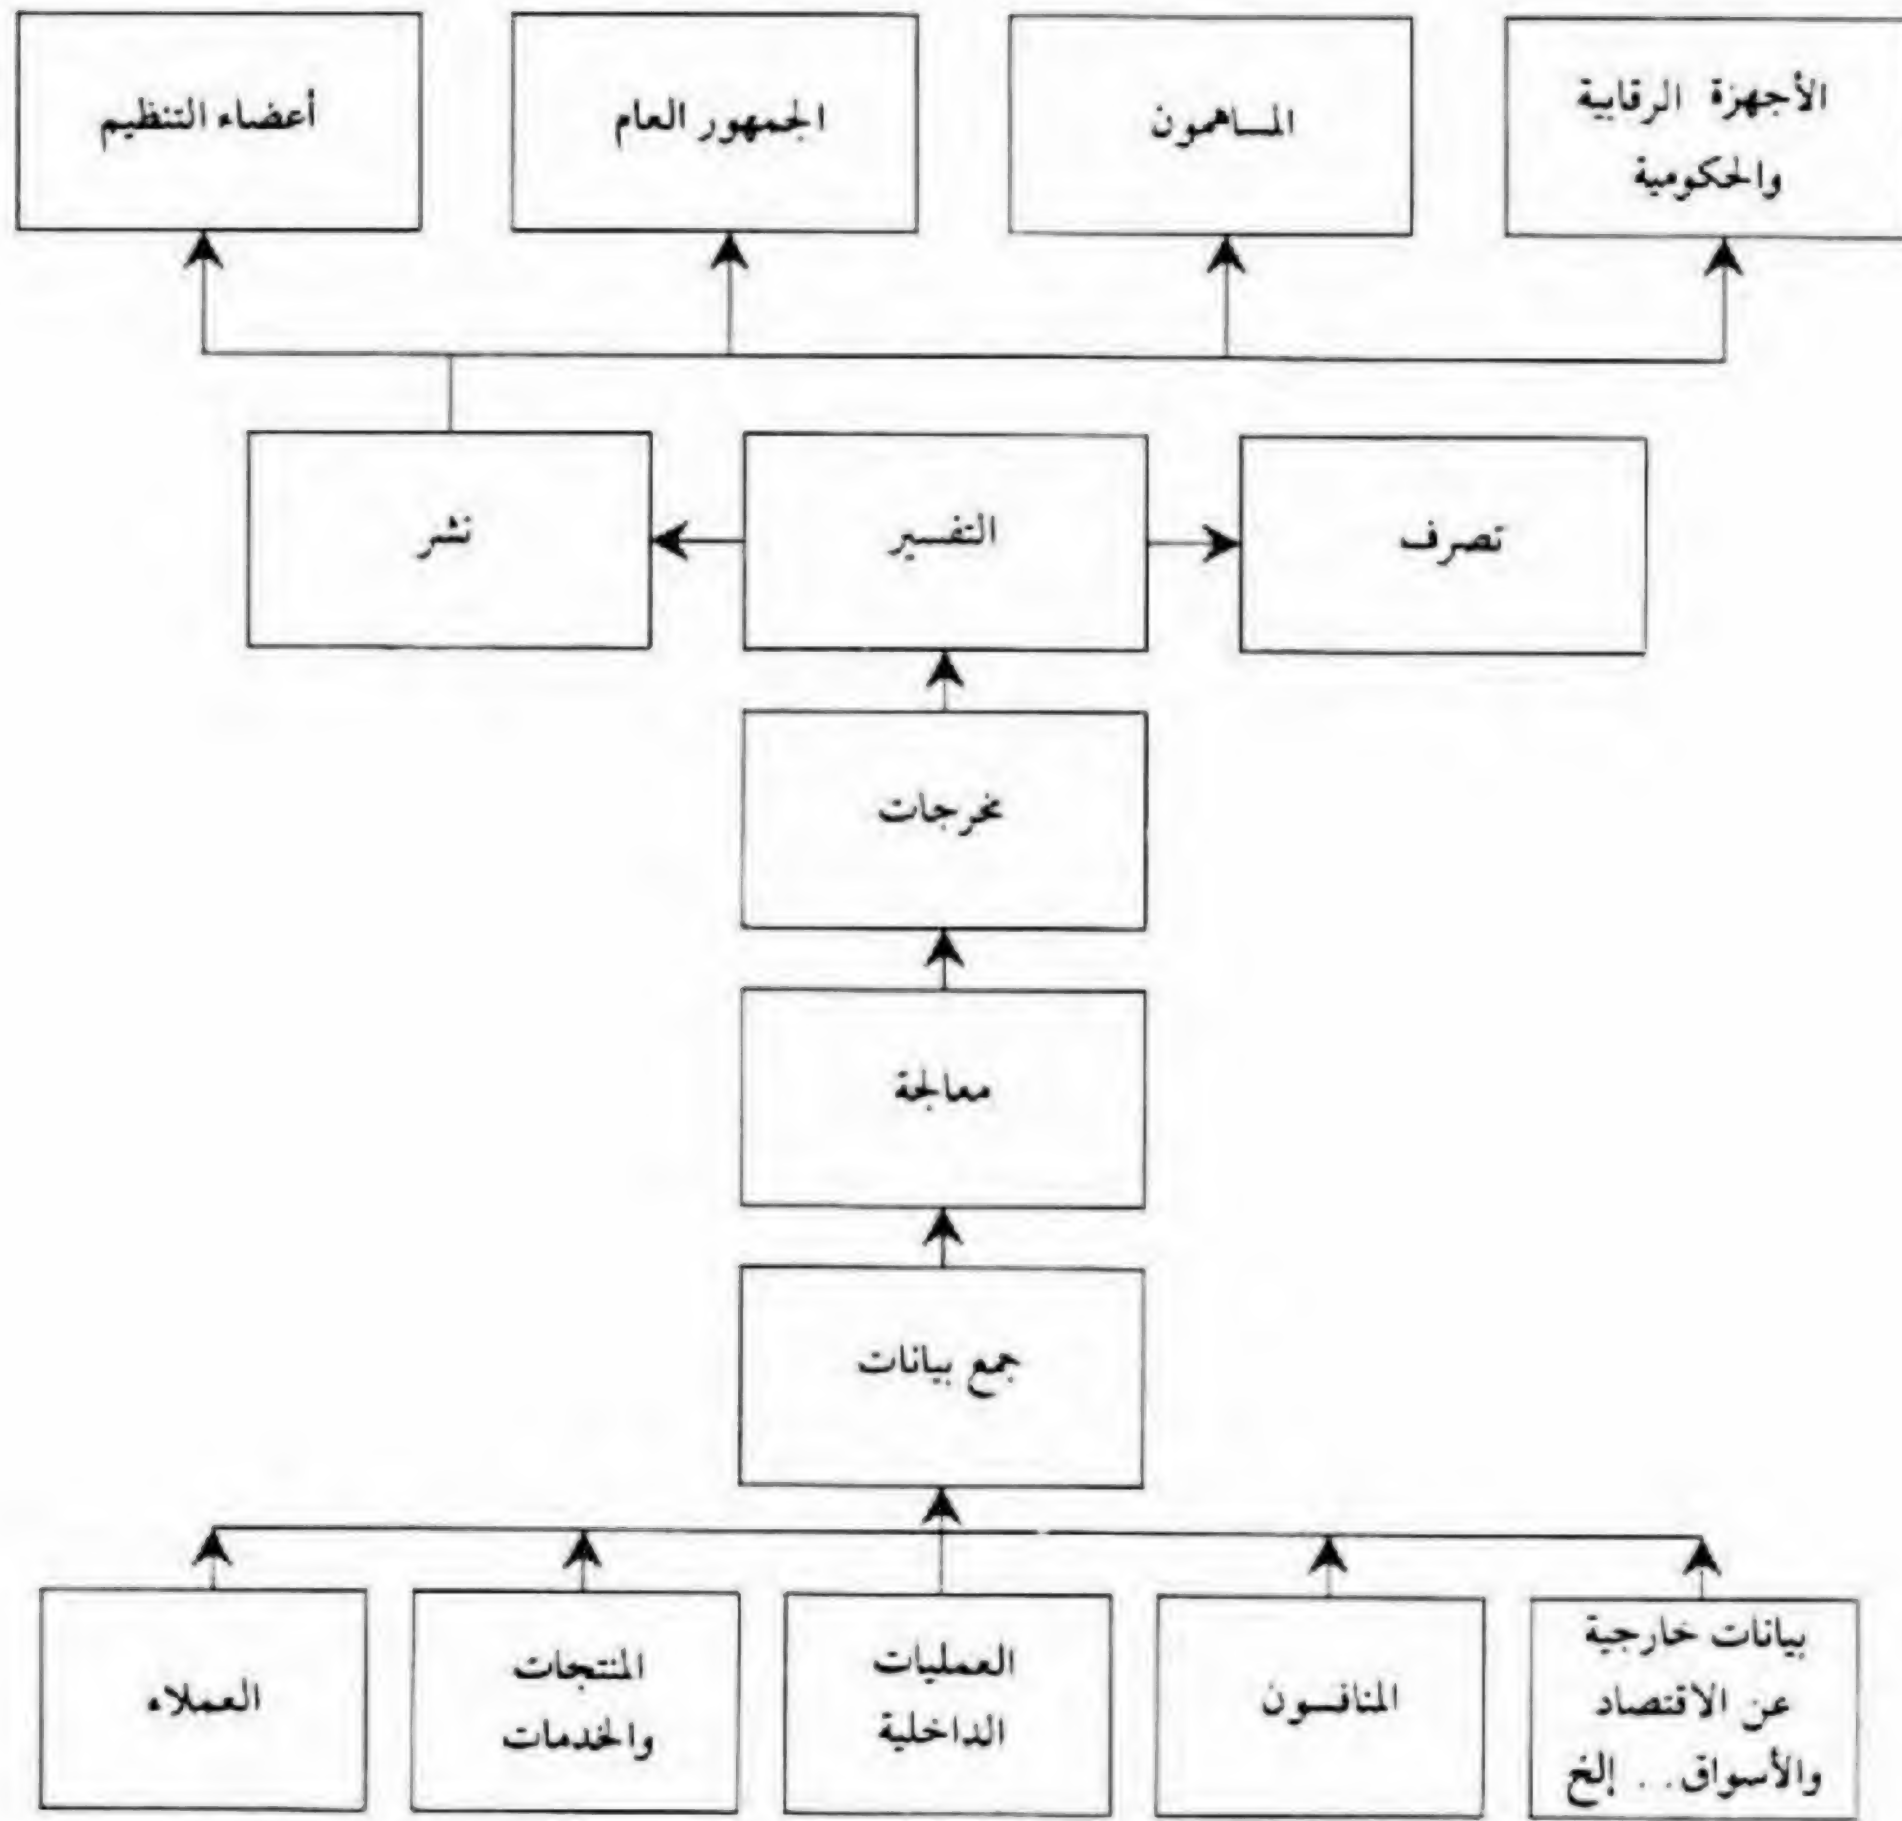 الأجهزة الرقابية
والحكومية
المساهمون
الجمهور العام
أعضاء التنظيم
تصرف
التفسير
نشر
مخرجات
معالجة
جمع بيانات
بيانات خارجية
عن الاقتصاد
والأسواق . . إلخ
المنافسون
العمليات
الداخلية
المنتجات
والخدمات
العملاء